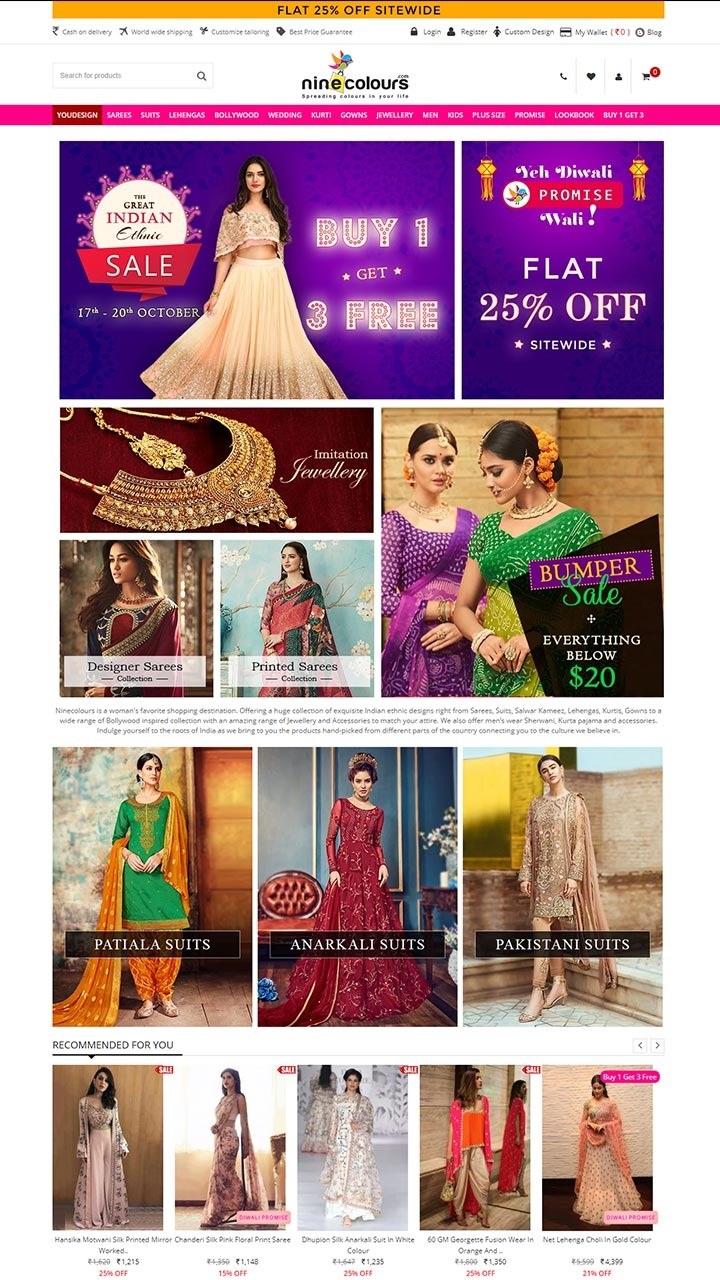 FLAT 25% OFF SITEWIDE
Cash on delivery World wide shipping Customize tailoring Best Price Guarantee Login Register Custom Design My Wallet ( ₹ 0 ) Blog
Search for products
ninecolours.com
Spreading colours in your life
0
YOUDESIGN SAREES SUITS LEHENGAS BOLLYWOOD WEDDING KURTI GOWNS JEWELLERY MEN KIDS PLUS SIZE PROMISE LOOKBOOK BUY 1 GET 3
THE
GREAT
INDIAN
Ethnic
SALE
17th - 20th OCTOBER
BUY 1
GET
3 FREE
Yeh Diwali
PROMISE
Wali!
FLAT
25% OFF
SITEWIDE
Imitation
Jewellery
Designer Sarees
Collection
Printed Sarees
Collection
BUMPER
Sale
EVERYTHING
BELOW
$20
Ninecolours is a woman's favorite shopping destination. Offering a huge collection of exquisite Indian ethnic designs right from Sarees, Suits, Salwar Kameez, Lehengas, Kurtis, Gowns to a
wide range of Bollywood inspired collection with an amazing range of Jewellery and Accessories to match your attire. We also offer men's wear Sherwani, Kurta pajama and accessories.
Indulge yourself to the roots of India as we bring to you the products hand-picked from different parts of the country connecting you to the culture we believe in.
PATIALA SUITS
ANARKALI SUITS
PAKISTANI SUITS
RECOMMENDED FOR YOU
SALE
SALE
SALE
SALE
Buy 1 Get 3 Free
DIWALI PROMISE
DIWALI PROMISE
Hansika Motwani Silk Printed Mirror
Worked..
₹1,620 ₹1,215
25% OFF
Chanderi Silk Pink Floral Print Saree
₹1,350 ₹1,148
15% OFF
Dhupion Silk Anarkali Suit In White
Colour
₹1,647 ₹1,235
25% OFF
60 GM Georgette Fusion Wear In
Orange And ..
₹1,800 ₹1,350
25% OFF
Net Lehenga Choli In Gold Colour
₹5,599 ₹4,399
21% OFF